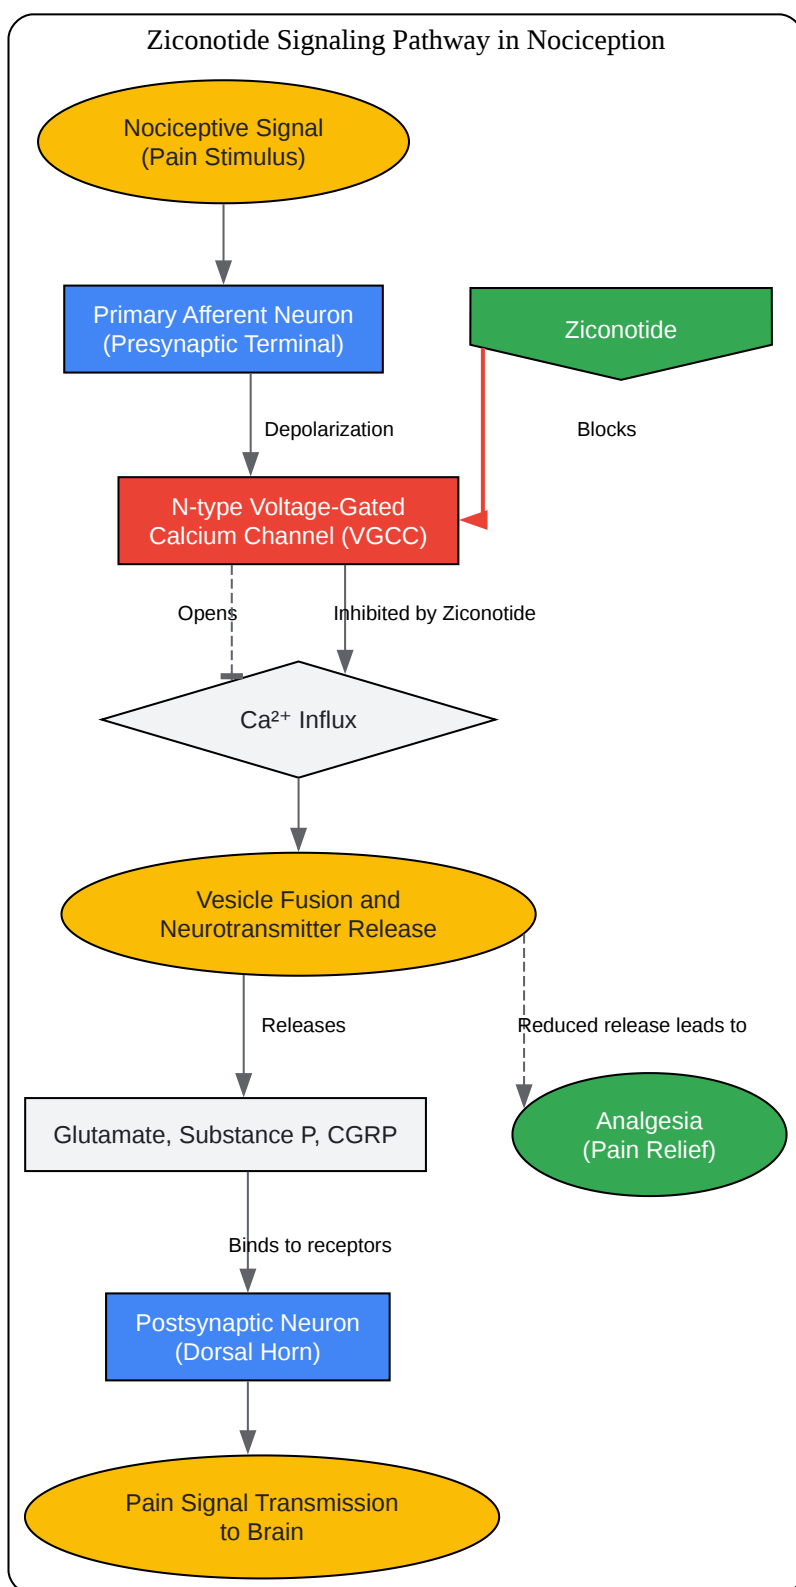 Ziconotide Signaling Pathway in Nociception
Nociceptive Signal
(Pain Stimulus)
Primary Afferent Neuron
(Presynaptic Terminal)
Ziconotide
Depolarization
Blocks
N-type Voltage-Gated
Calcium Channel (VGCC)
Opens
Inhibited by Ziconotide
Ca²⁺ Influx
Vesicle Fusion and
Neurotransmitter Release
Releases
Reduced release leads to
Glutamate, Substance P, CGRP
Analgesia
(Pain Relief)
Binds to receptors
Postsynaptic Neuron
(Dorsal Horn)
Pain Signal Transmission
to Brain